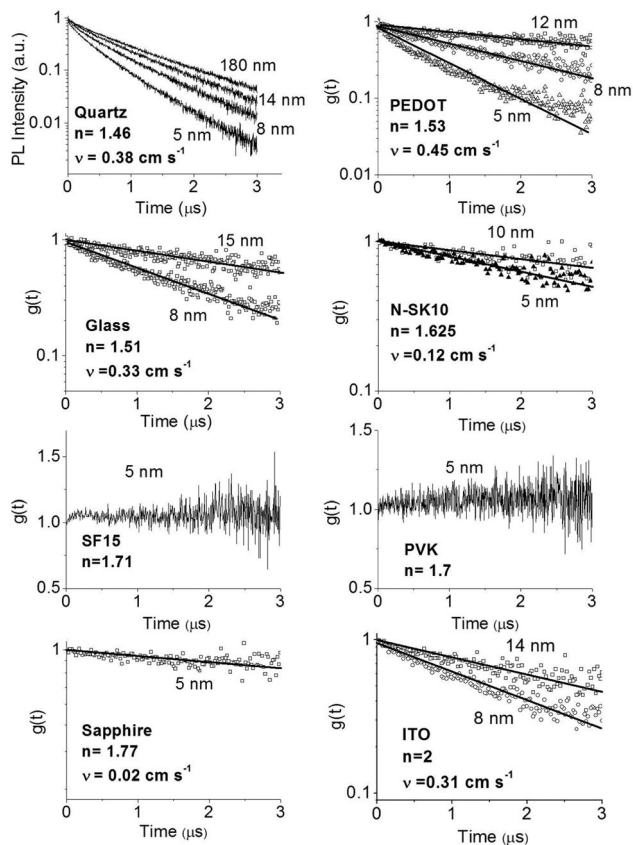 1
0.1
0.01
PL Intensity (a.u.)
180 nm
14 nm
8 nm
5 nm
Quartz
n= 1.46
ν = 0.38 cm s⁻¹
0 1 2 3
Time (μs)
1
0.1
0.01
g(t)
12 nm
8 nm
5 nm
PEDOT
n = 1.53
ν = 0.45 cm s⁻¹
0 1 2 3
Time (μs)
1
0.1
g(t)
15 nm
8 nm
Glass
n = 1.51
ν = 0.33 cm s⁻¹
0 1 2 3
Time (μs)
1
0.1
g(t)
10 nm
5 nm
N-SK10
n = 1.625
ν =0.12 cm s⁻¹
0 1 2 3
Time (μs)
1.5
1.0
0.5
g(t)
5 nm
SF15
n=1.71
0 1 2 3
Time (μs)
1.5
1.0
0.5
g(t)
5 nm
PVK
n = 1.7
0 1 2 3
Time (μs)
1
g(t)
5 nm
Sapphire
n = 1.77
ν = 0.02 cm s⁻¹
0 1 2 3
Time (μs)
1
0.1
g(t)
14 nm
8 nm
ITO
n=2
ν =0.31 cm s⁻¹
0 1 2 3
Time (μs)